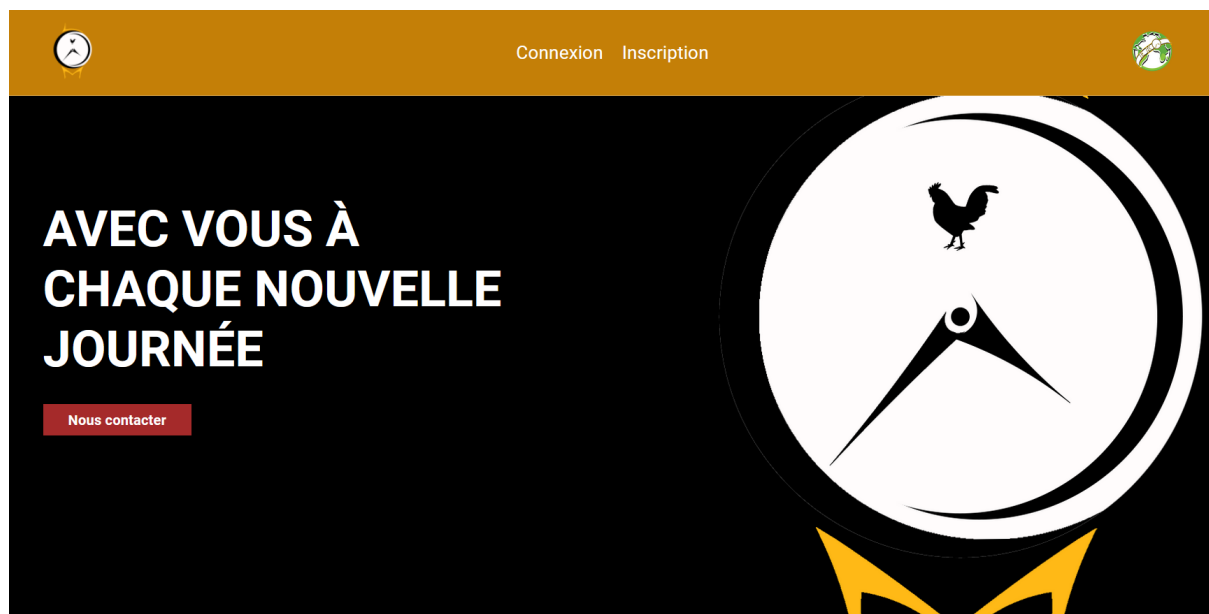 Connexion Inscription
AVEC VOUS À
CHAQUE NOUVELLE
JOURNÉE
Nous contacter